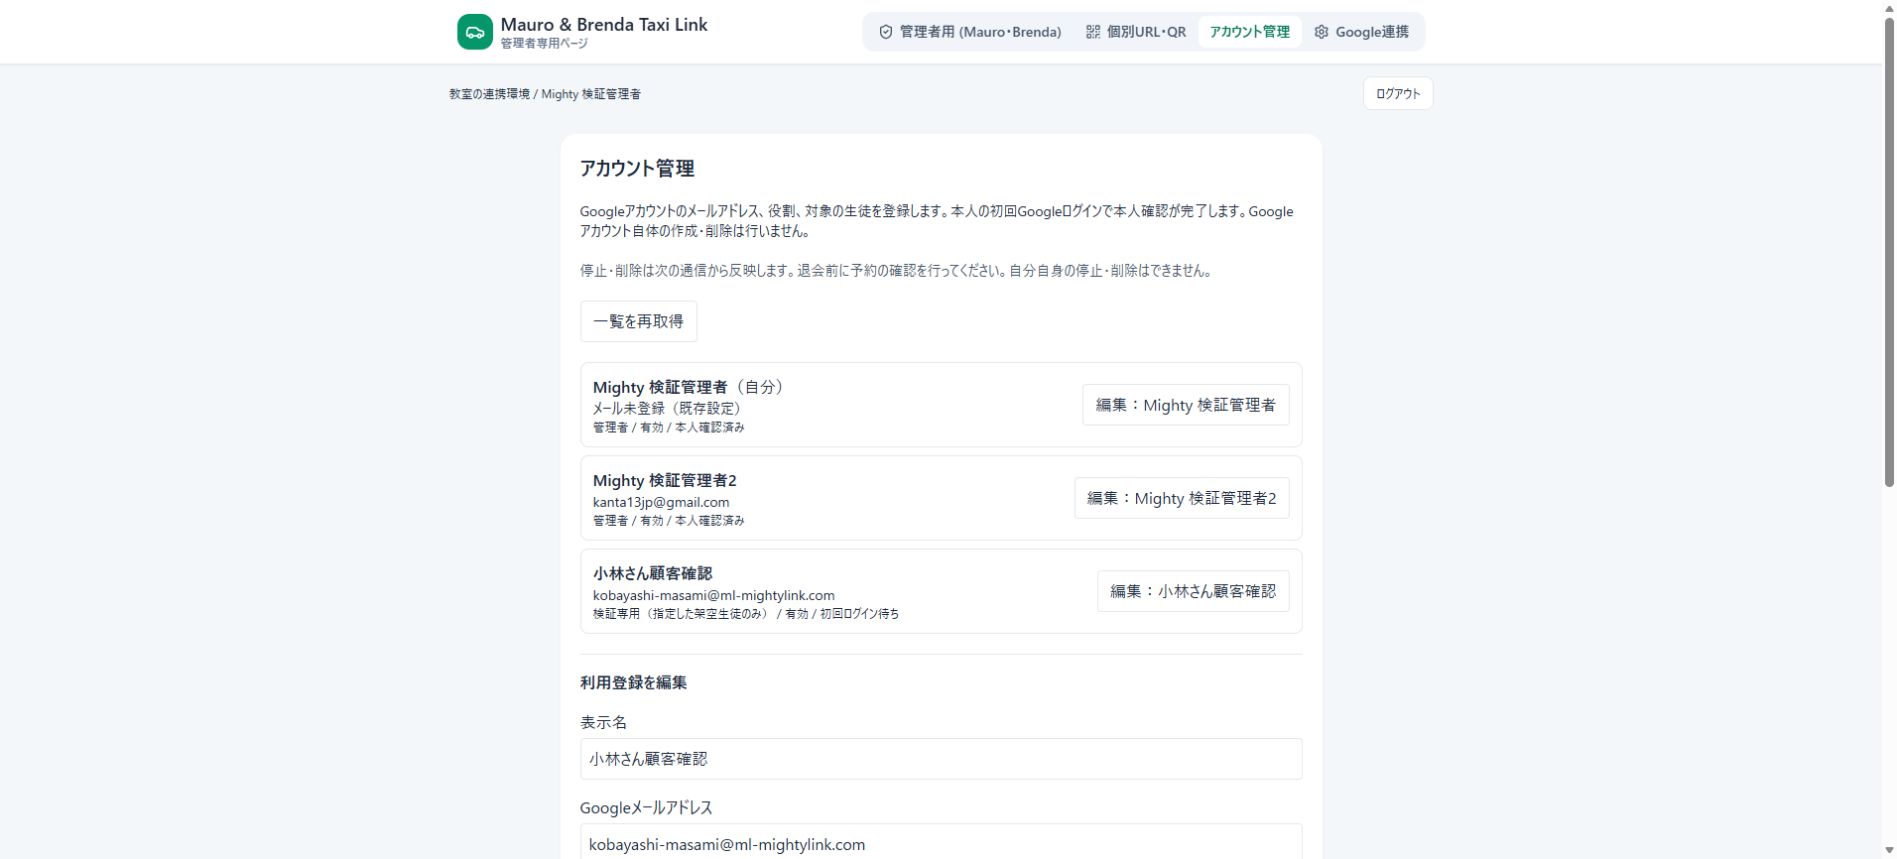 Mauro & Brenda Taxi Link
管理者専用ページ
管理者用 (Mauro・Brenda)
個別URL・QR
アカウント管理
Google連携
教室の連携環境 / Mighty 検証管理者
ログアウト
アカウント管理
Googleアカウントのメールアドレス、役割、対象の生徒を登録します。本人の初回Googleログインで本人確認が完了します。Google
アカウント自体の作成・削除は行いません。
停止・削除は次の通信から反映します。退会前に予約の確認を行ってください。自分自身の停止・削除はできません。
一覧を再取得
Mighty 検証管理者（自分）
メール未登録（既存設定）
管理者 / 有効 / 本人確認済み
編集：Mighty 検証管理者
Mighty 検証管理者2
kanta13jp@gmail.com
管理者 / 有効 / 本人確認済み
編集：Mighty 検証管理者2
小林さん顧客確認
kobayashi-masami@ml-mightylink.com
検証専用（指定した架空生徒のみ） / 有効 / 初回ログイン待ち
編集：小林さん顧客確認
利用登録を編集
表示名
小林さん顧客確認
Googleメールアドレス
kobayashi-masami@ml-mightylink.com